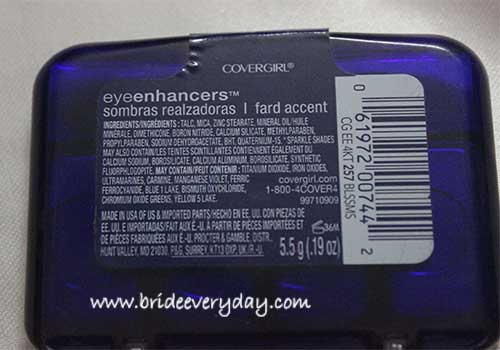 COVERGIRL®
eyeenhancers™
sombras realzadoras | fard accent
INGREDIENTS/INGRÉDIENTS: TALC, MICA, ZINC STEARATE, MINERAL OIL/HUILE
MINÉRALE, DIMETHICONE, BORON NITRIDE, CALCIUM SILICATE, METHYLPARABEN,
PROPYLPARABEN, SODIUM DEHYDROACETATE, BHT, QUATERNIUM-15. * SPARKLE SHADES
MAY ALSO CONTAIN/LES TEINTES SCINTILLANTES CONTIENNENT ÉGALEMENT DU
CALCIUM SODIUM, BOROSILICATE, CALCIUM ALUMINUM, BOROSILICATE, SYNTHETIC
FLUORPHLOGOPITE, MAY CONTAIN/PEUT CONTENIR: TITANIUM DIOXIDE, IRON OXIDES,
ULTRAMARINES, CARMINE, MANGANESE VIOLET, FERRIC
FERROCYANIDE, BLUE 1 LAKE, BISMUTH OXYCHLORIDE,
CHROMIUM OXIDE GREENS, YELLOW 5 LAKE.
covergirl.com
1-800-4COVER4
99710909
MADE IN USA OF US & IMPORTED PARTS/HECHO EN EE. UU. CON PIEZAS DE
EE. UU. E IMPORTADAS/FAIT AUX É.-U. À PARTIR DE PIÈCES IMPORTÉES ET
DE PIÈCES FABRIQUÉES AUX É.-U. PROCTER & GAMBLE, DISTR.,
HUNT VALLEY, MD 21030. P&G, SURREY, KT13 0XP, UK (R.-U.).
36M
5.5 g (.19 oz)
0 61972 00744 2
CG EE 4KT 257 BLSSMS
www.brideeveryday.com